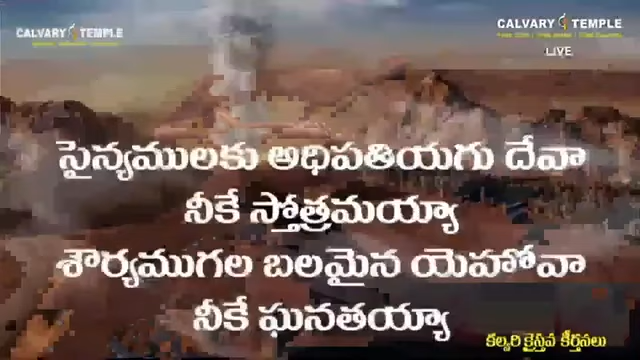 CALVARY TEMPLE
CALVARY TEMPLE
LIVE
సైన్యములకు అధిపతియగు దేవా
నీకే స్తోత్రమయ్యా
శౌర్యముగల బలమైన యెహోవా
నీకే ఘనతయ్యా
కల్వరి క్రైస్తవ కీర్తనలు